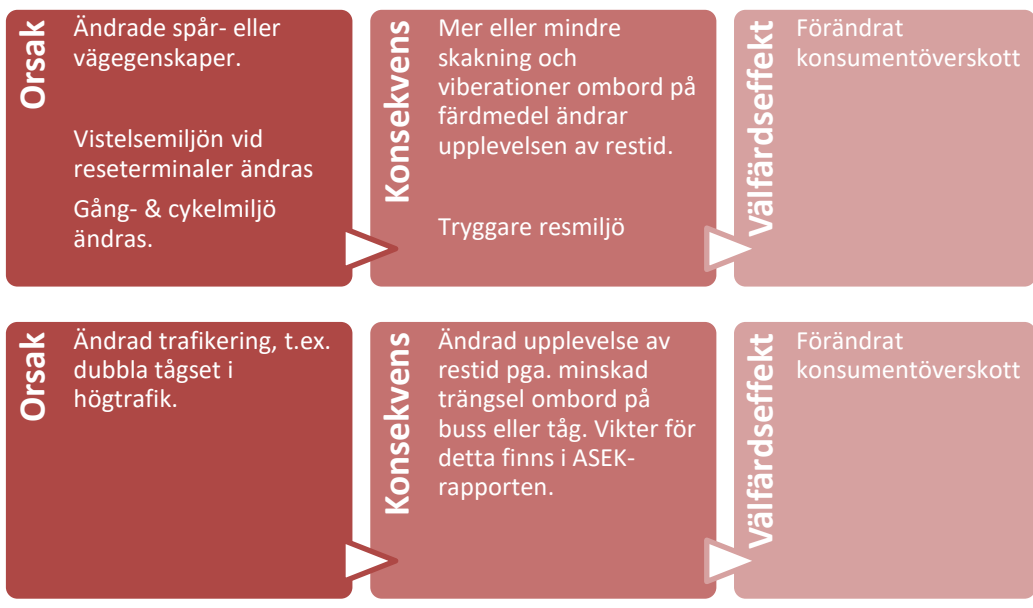 Orsak
Ändrade spår- eller
vägegenskaper.
Vistelsemiljön vid
reseterminaler ändras
Gång- & cykelmiljö
ändras.
Konsekvens
Mer eller mindre
skakning och
viberationer ombord på
färdmedel ändrar
upplevelsen av restid.
Tryggare resmiljö
Välfärdseffekt
Förändrat
konsumentöverskott
Orsak
Ändrad trafikering, t.ex.
dubbla tågset i
högtrafik.
Konsekvens
Ändrad upplevelse av
restid pga. minskad
trängsel ombord på
buss eller tåg. Vikter för
detta finns i ASEK-
rapporten.
Välfärdseffekt
Förändrat
konsumentöverskott